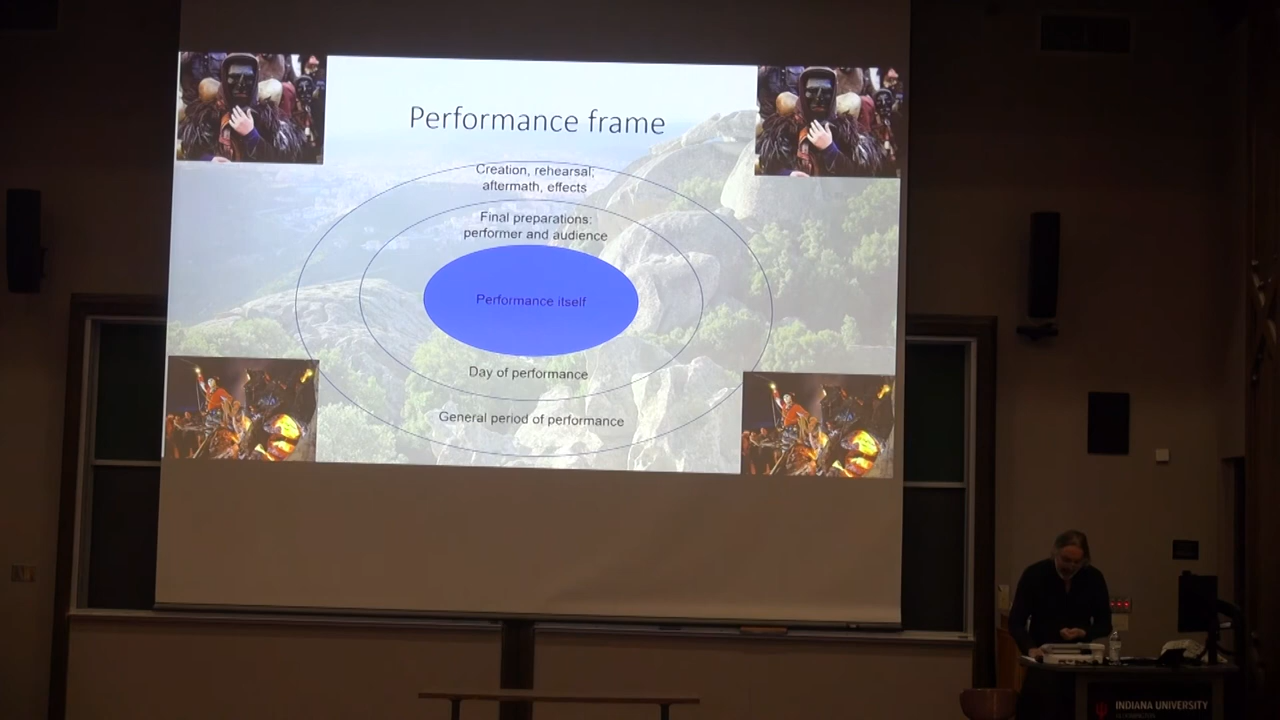 Performance frame
Creation, rehearsal;
aftermath, effects
Final preparations:
performer and audience
Performance itself
Day of performance
General period of performance
INDIANA UNIVERSITY